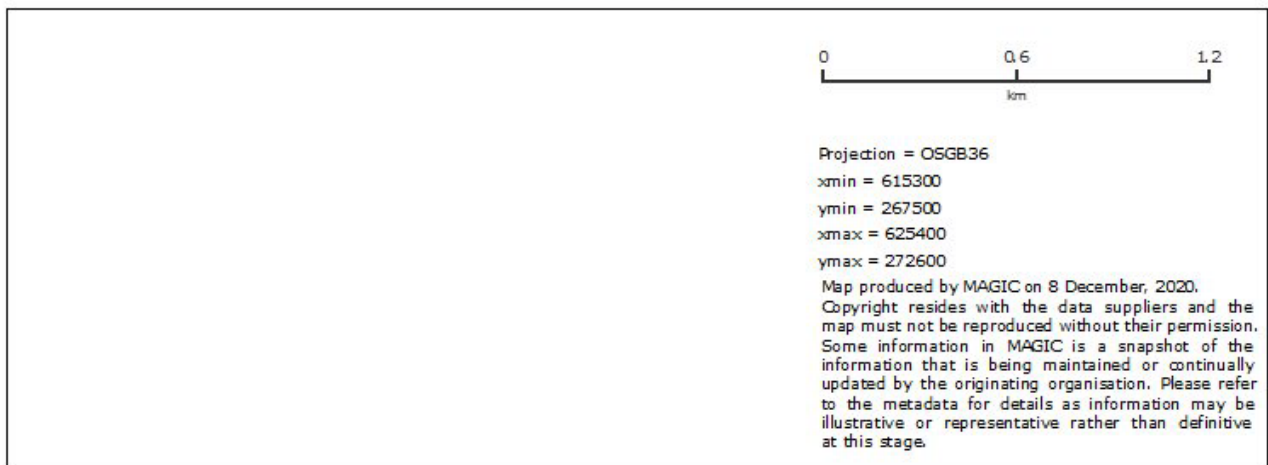 0 0.6 1.2
km
Projection = OSGB36
xmin = 615300
ymin = 267500
xmax = 625400
ymax = 272600
Map produced by MAGIC on 8 December, 2020.
Copyright resides with the data suppliers and the
map must not be reproduced without their permission.
Some information in MAGIC is a snapshot of the
information that is being maintained or continually
updated by the originating organisation. Please refer
to the metadata for details as information may be
illustrative or representative rather than definitive
at this stage.